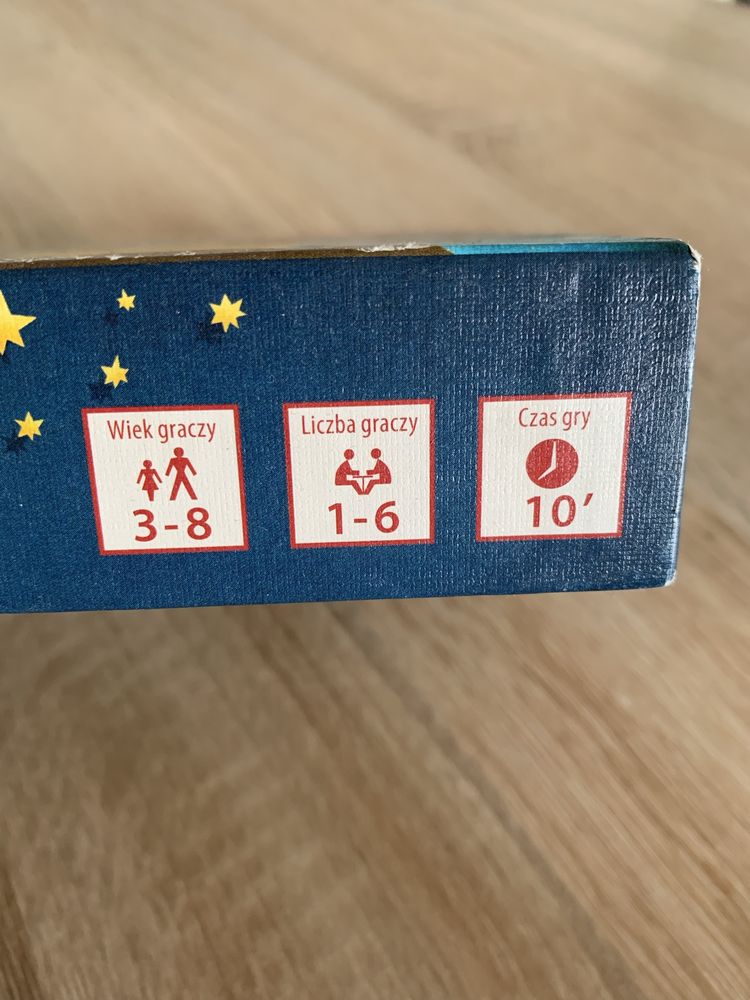 Wiek graczy
3-8
Liczba graczy
1-6
Czas gry
10’